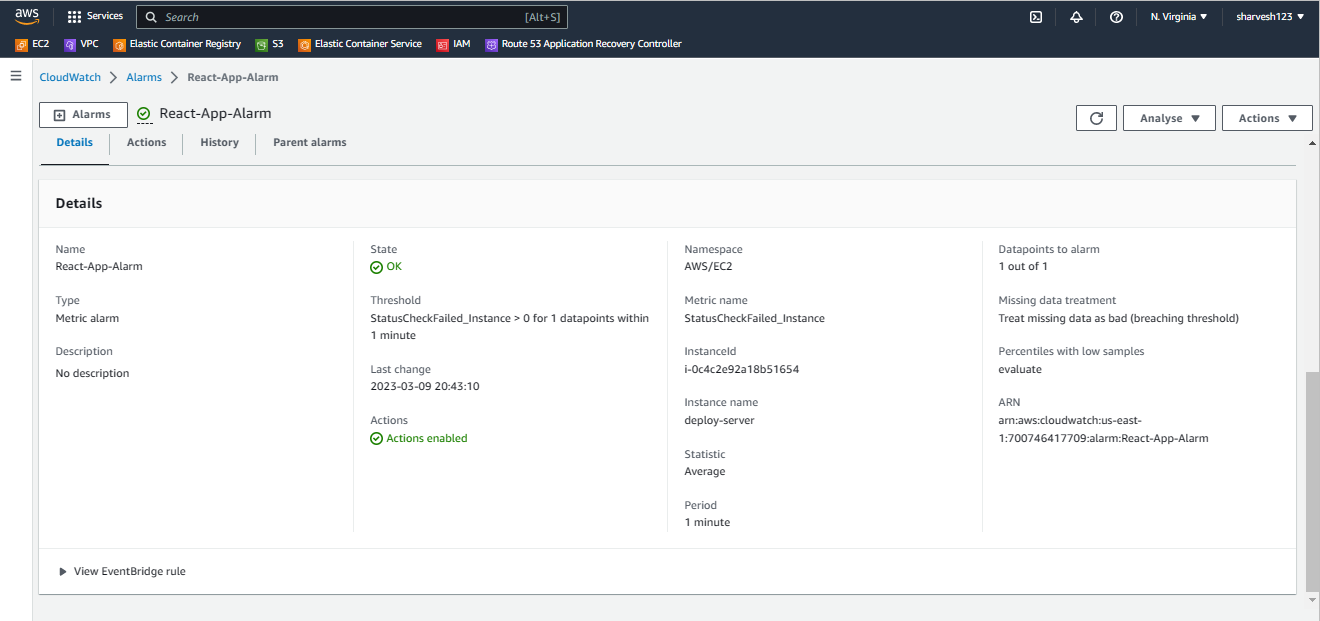 aws Services Search [Alt+S] N. Virginia sharvesh123
EC2 VPC Elastic Container Registry S3 Elastic Container Service IAM Route 53 Application Recovery Controller
CloudWatch > Alarms > React-App-Alarm
Alarms React-App-Alarm
Analyse Actions
Details Actions History Parent alarms
Details
Name
React-App-Alarm
Type
Metric alarm
Description
No description
State
OK
Threshold
StatusCheckFailed_Instance > 0 for 1 datapoints within
1 minute
Last change
2023-03-09 20:43:10
Actions
Actions enabled
Namespace
AWS/EC2
Metric name
StatusCheckFailed_Instance
InstanceId
i-0c4c2e92a18b51654
Instance name
deploy-server
Statistic
Average
Period
1 minute
Datapoints to alarm
1 out of 1
Missing data treatment
Treat missing data as bad (breaching threshold)
Percentiles with low samples
evaluate
ARN
arn:aws:cloudwatch:us-east-
1:700746417709:alarm:React-App-Alarm
View EventBridge rule